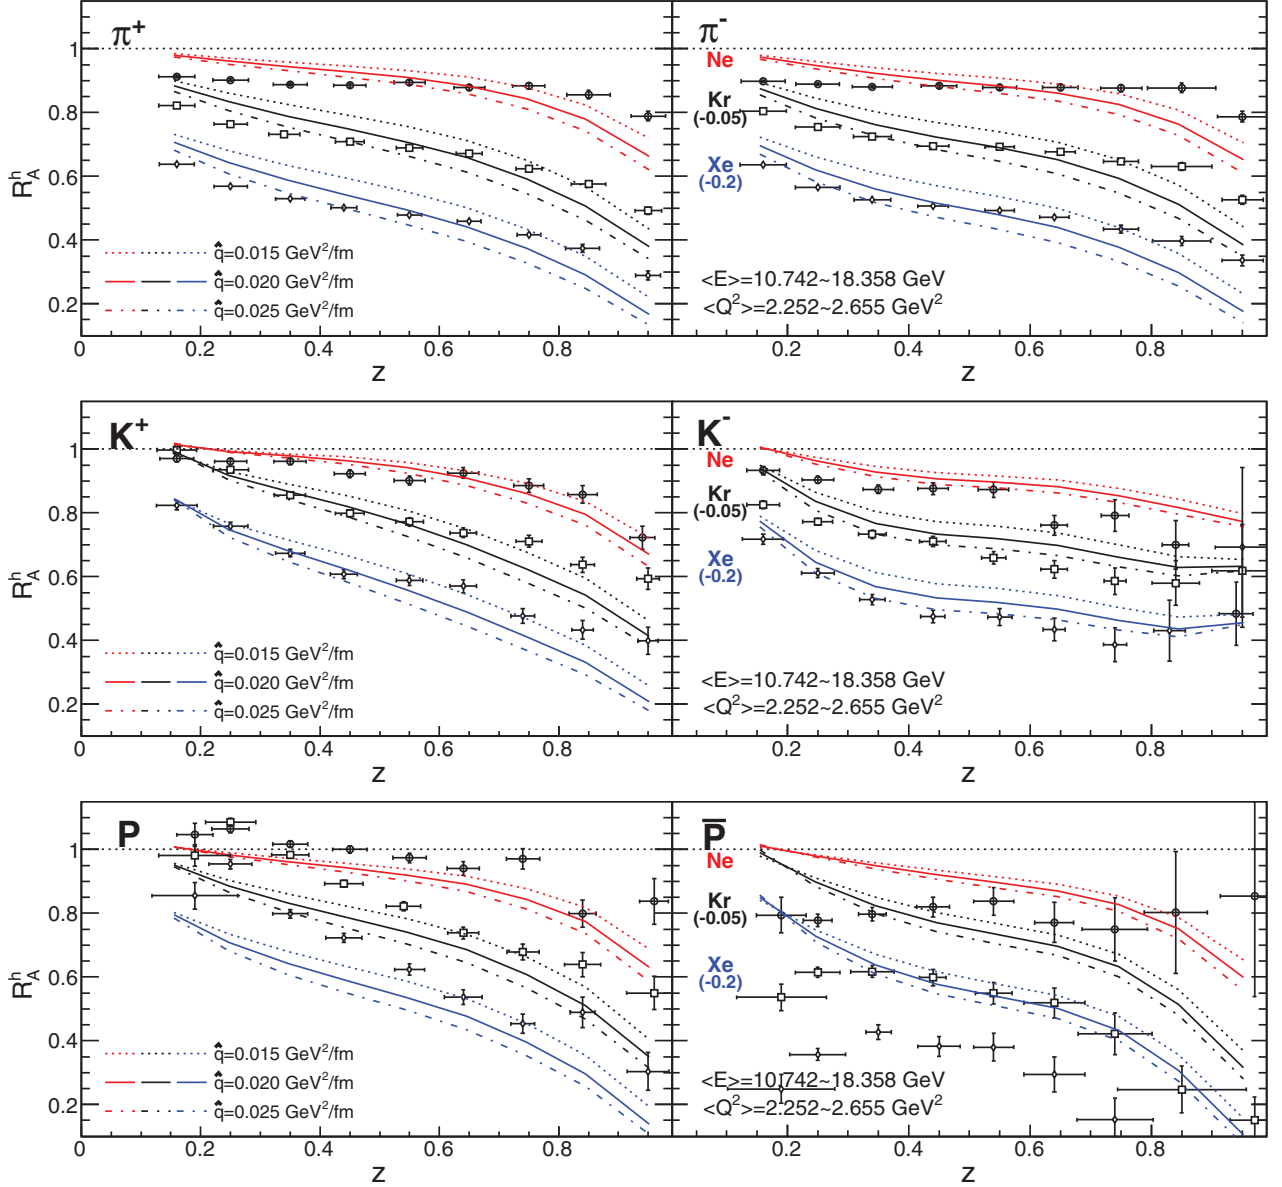 π+ π-
1 Ne
0.8 Kr
(-0.05)
0.6 Xe
(-0.2)
R_A^h
0.4
q̂=0.015 GeV²/fm <E>=10.742~18.358 GeV
q̂=0.020 GeV²/fm <Q²>=2.252~2.655 GeV²
0.2
q̂=0.025 GeV²/fm
0 0.2 0.4 0.6 0.8 0.2 0.4 0.6 0.8
z z
K+ K-
1 Ne
0.8 Kr
(-0.05)
0.6 Xe
(-0.2)
R_A^h
0.4
q̂=0.015 GeV²/fm <E>=10.742~18.358 GeV
q̂=0.020 GeV²/fm <Q²>=2.252~2.655 GeV²
0.2
q̂=0.025 GeV²/fm
0 0.2 0.4 0.6 0.8 0.2 0.4 0.6 0.8
z z
P P̅
1 Ne
0.8 Kr
(-0.05)
0.6 Xe
(-0.2)
R_A^h
0.4
q̂=0.015 GeV²/fm <E>=10.742~18.358 GeV
q̂=0.020 GeV²/fm <Q²>=2.252~2.655 GeV²
0.2
q̂=0.025 GeV²/fm
0 0.2 0.4 0.6 0.8 0.2 0.4 0.6 0.8
z z